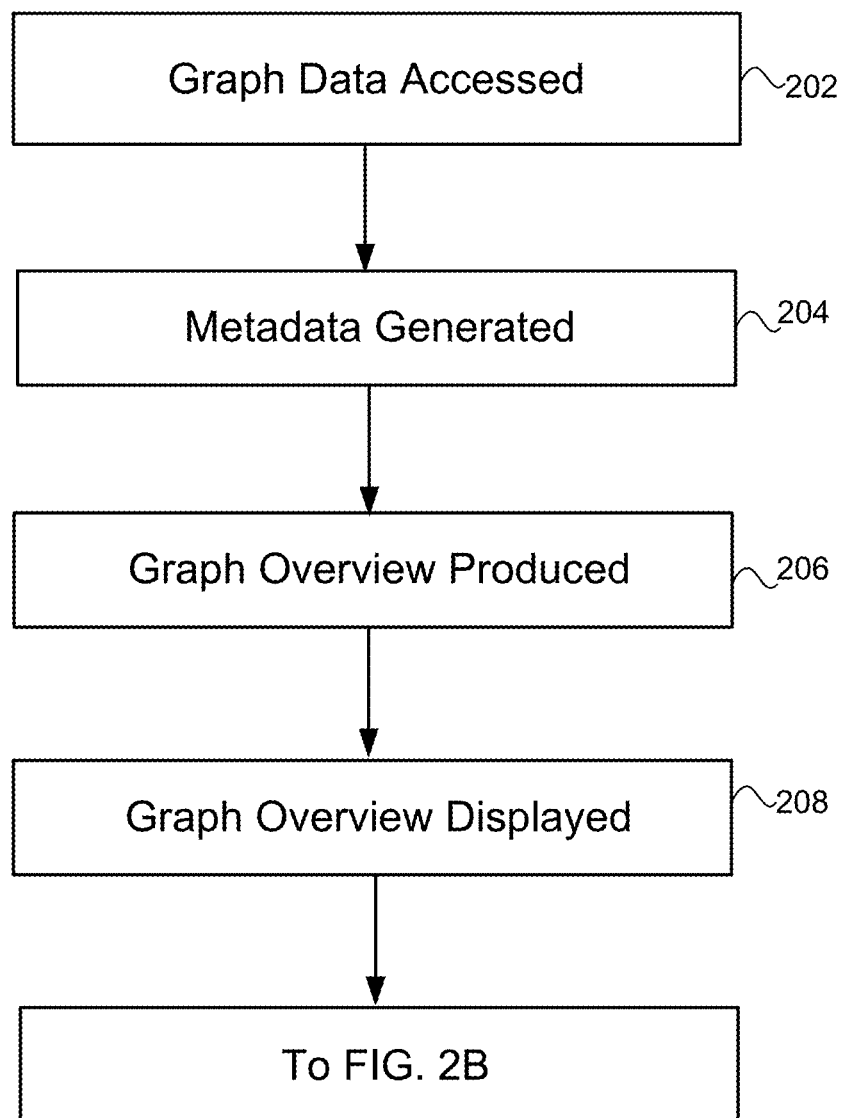 Graph Data Accessed
202
Metadata Generated
204
Graph Overview Produced
206
Graph Overview Displayed
208
To FIG. 2B